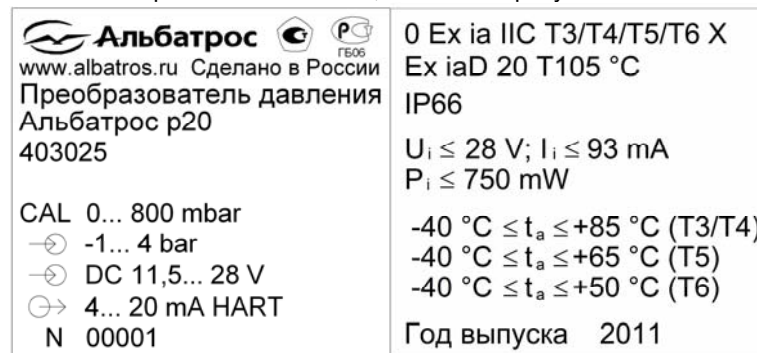 Альбатрос
ГБ06
www.albatros.ru Сделано в России
Преобразователь давления
Альбатрос р20
403025
CAL 0... 800 mbar
-1... 4 bar
DC 11,5... 28 V
4... 20 mA HART
N 00001
0 Ex ia IIC T3/T4/T5/T6 X
Ex iaD 20 T105 °C
IP66
Ui ≤ 28 V; Ii ≤ 93 mA
Pi ≤ 750 mW
-40 °C ≤ ta ≤ +85 °C (T3/T4)
-40 °C ≤ ta ≤ +65 °C (T5)
-40 °C ≤ ta ≤ +50 °C (T6)
Год выпуска 2011